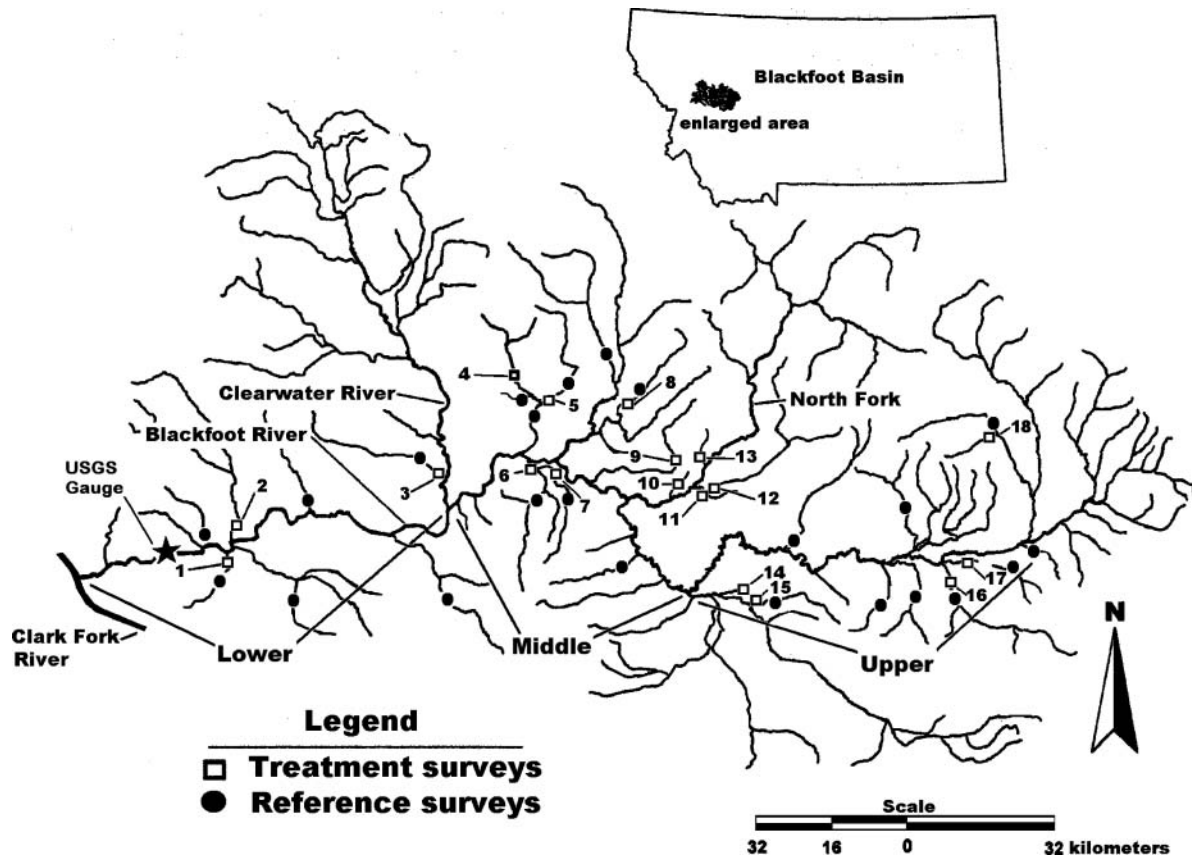 Blackfoot Basin
enlarged area
4
5
8
Clearwater River
North Fork
Blackfoot River
18
USGS
Gauge
2
3
6
7
9
13
10
12
11
1
14
15
17
16
Clark Fork
River
Lower
Middle
Upper
N
Legend
Treatment surveys
Reference surveys
Scale
32 16 0 32 kilometers